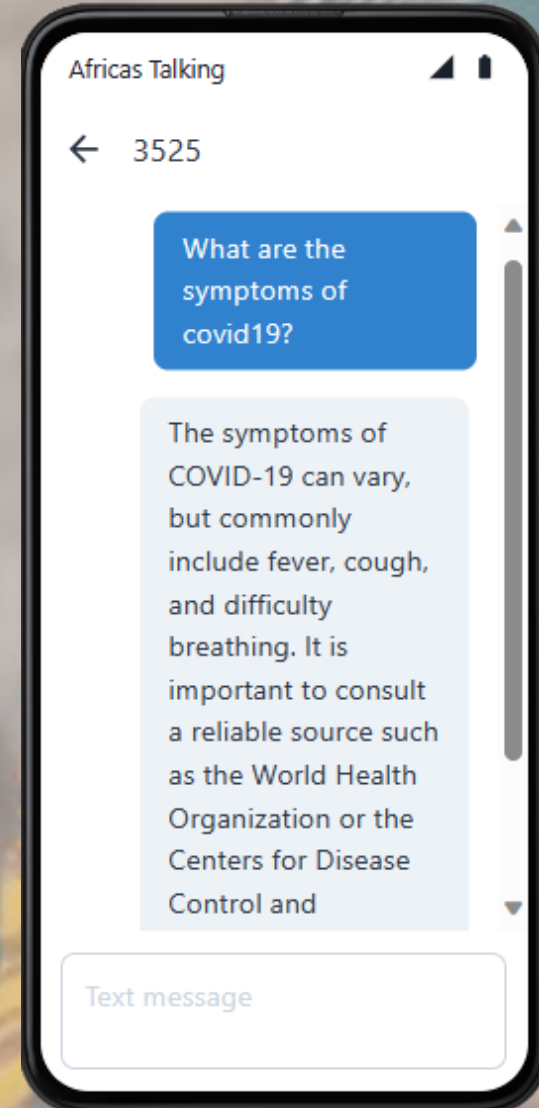 Africas Talking
3525
What are the
symptoms of
covid19?
The symptoms of
COVID-19 can vary,
but commonly
include fever, cough,
and difficulty
breathing. It is
important to consult
a reliable source such
as the World Health
Organization or the
Centers for Disease
Control and
Text message